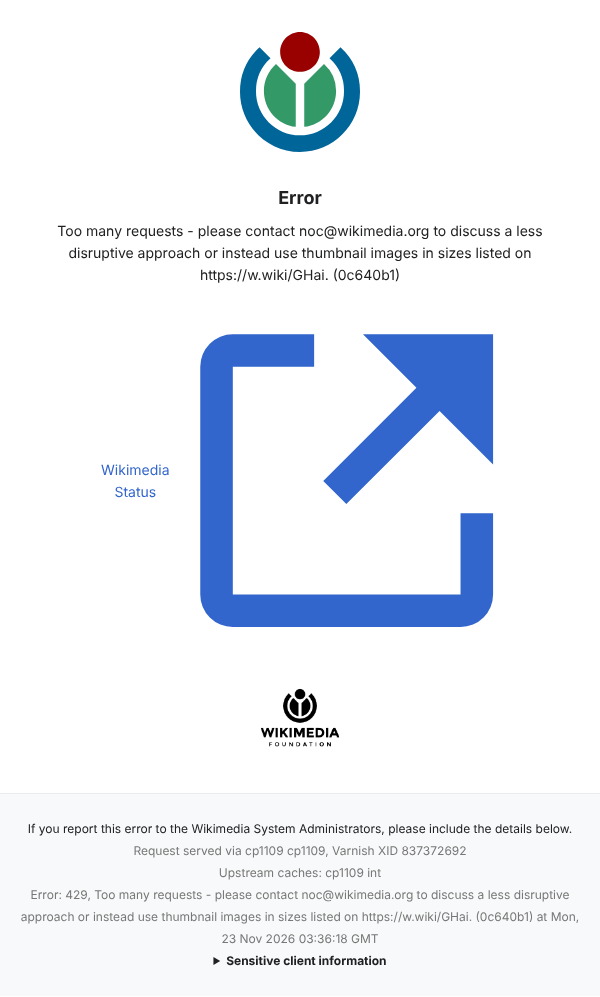 Error
Too many requests - please contact noc@wikimedia.org to discuss a less
disruptive approach or instead use thumbnail images in sizes listed on
https://w.wiki/GHai. (0c640b1)
Wikimedia
Status
WIKIMEDIA
FOUNDATION
If you report this error to the Wikimedia System Administrators, please include the details below.
Request served via cp1109 cp1109, Varnish XID 837372692
Upstream caches: cp1109 int
Error: 429, Too many requests - please contact noc@wikimedia.org to discuss a less disruptive
approach or instead use thumbnail images in sizes listed on https://w.wiki/GHai. (0c640b1) at Mon,
23 Nov 2026 03:36:18 GMT
Sensitive client information